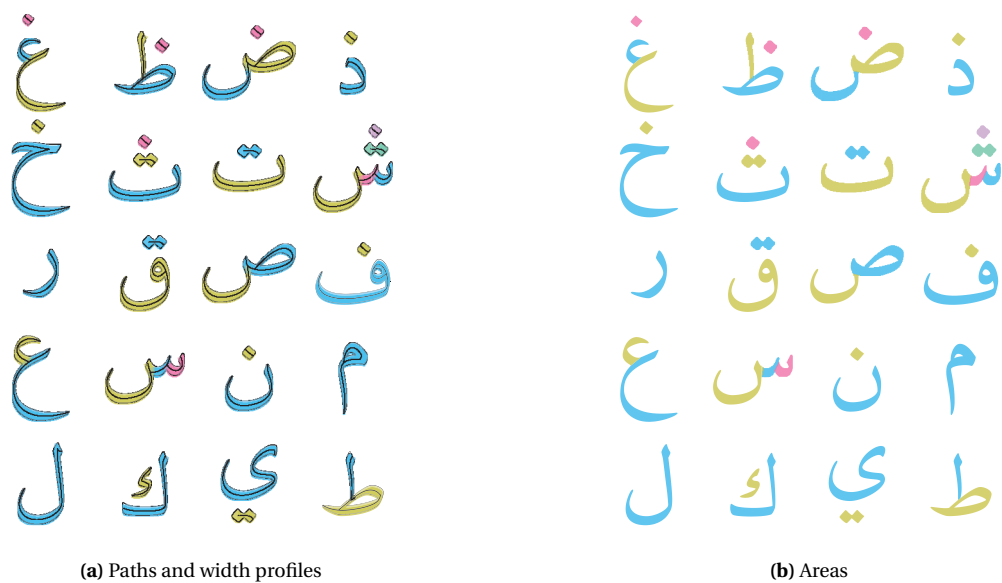 غ ظ ض ذ
خ ث ت ش
ر ق ص ف
ع س ن م
ل ك ي ط
(a) Paths and width profiles
غ ظ ض ذ
خ ث ت ش
ر ق ص ف
ع س ن م
ل ك ي ط
(b) Areas